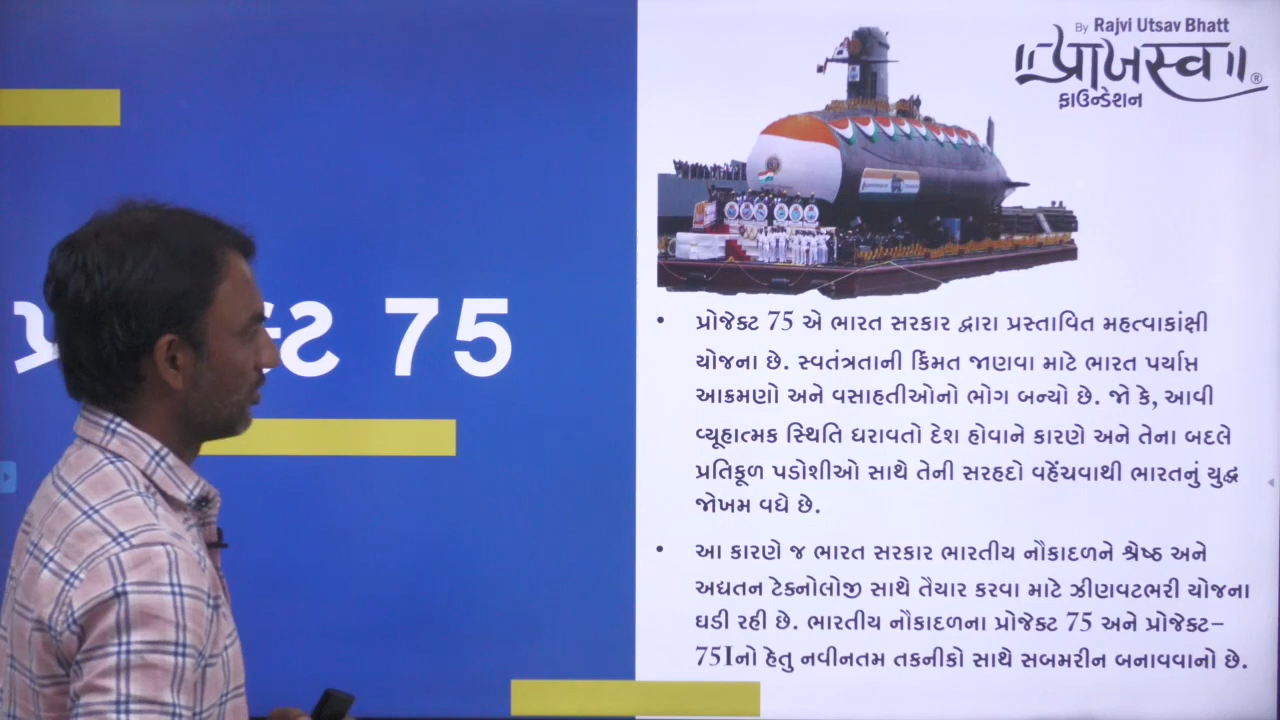 By Rajvi Utsav Bhatt
પ્રાખસ્વ
ફાઉન્ડેશન
75
પ્રોજેક્ટ 75 એ ભારત સરકાર દ્વારા પ્રસ્તાવિત મહત્વાકાંક્ષી
યોજના છે. સ્વતંત્રતાની કિંમત જાણવા માટે ભારત પર્યાપ્ત
આક્રમણો અને વસાહતીઓનો ભોગ બન્યો છે. જો કે, આવી
વ્યૂહાત્મક સ્થિતિ ધરાવતો દેશ હોવાને કારણે અને તેના બદલે
પ્રતિકૂળ પડોશીઓ સાથે તેની સરહદો વહેંચવાથી ભારતનું યુદ્ધ
જોખમ વધે છે.
આ કારણે જ ભારત સરકાર ભારતીય નૌકાદળને શ્રેષ્ઠ અને
અદ્યતન ટેક્નોલોજી સાથે તૈયાર કરવા માટે ઝીણવટભરી યોજના
ઘડી રહી છે. ભારતીય નૌકાદળના પ્રોજેક્ટ 75 અને પ્રોજેક્ટ-
75Iનો હેતુ નવીનતમ તકનીકો સાથે સબમરીન બનાવવાનો છે.